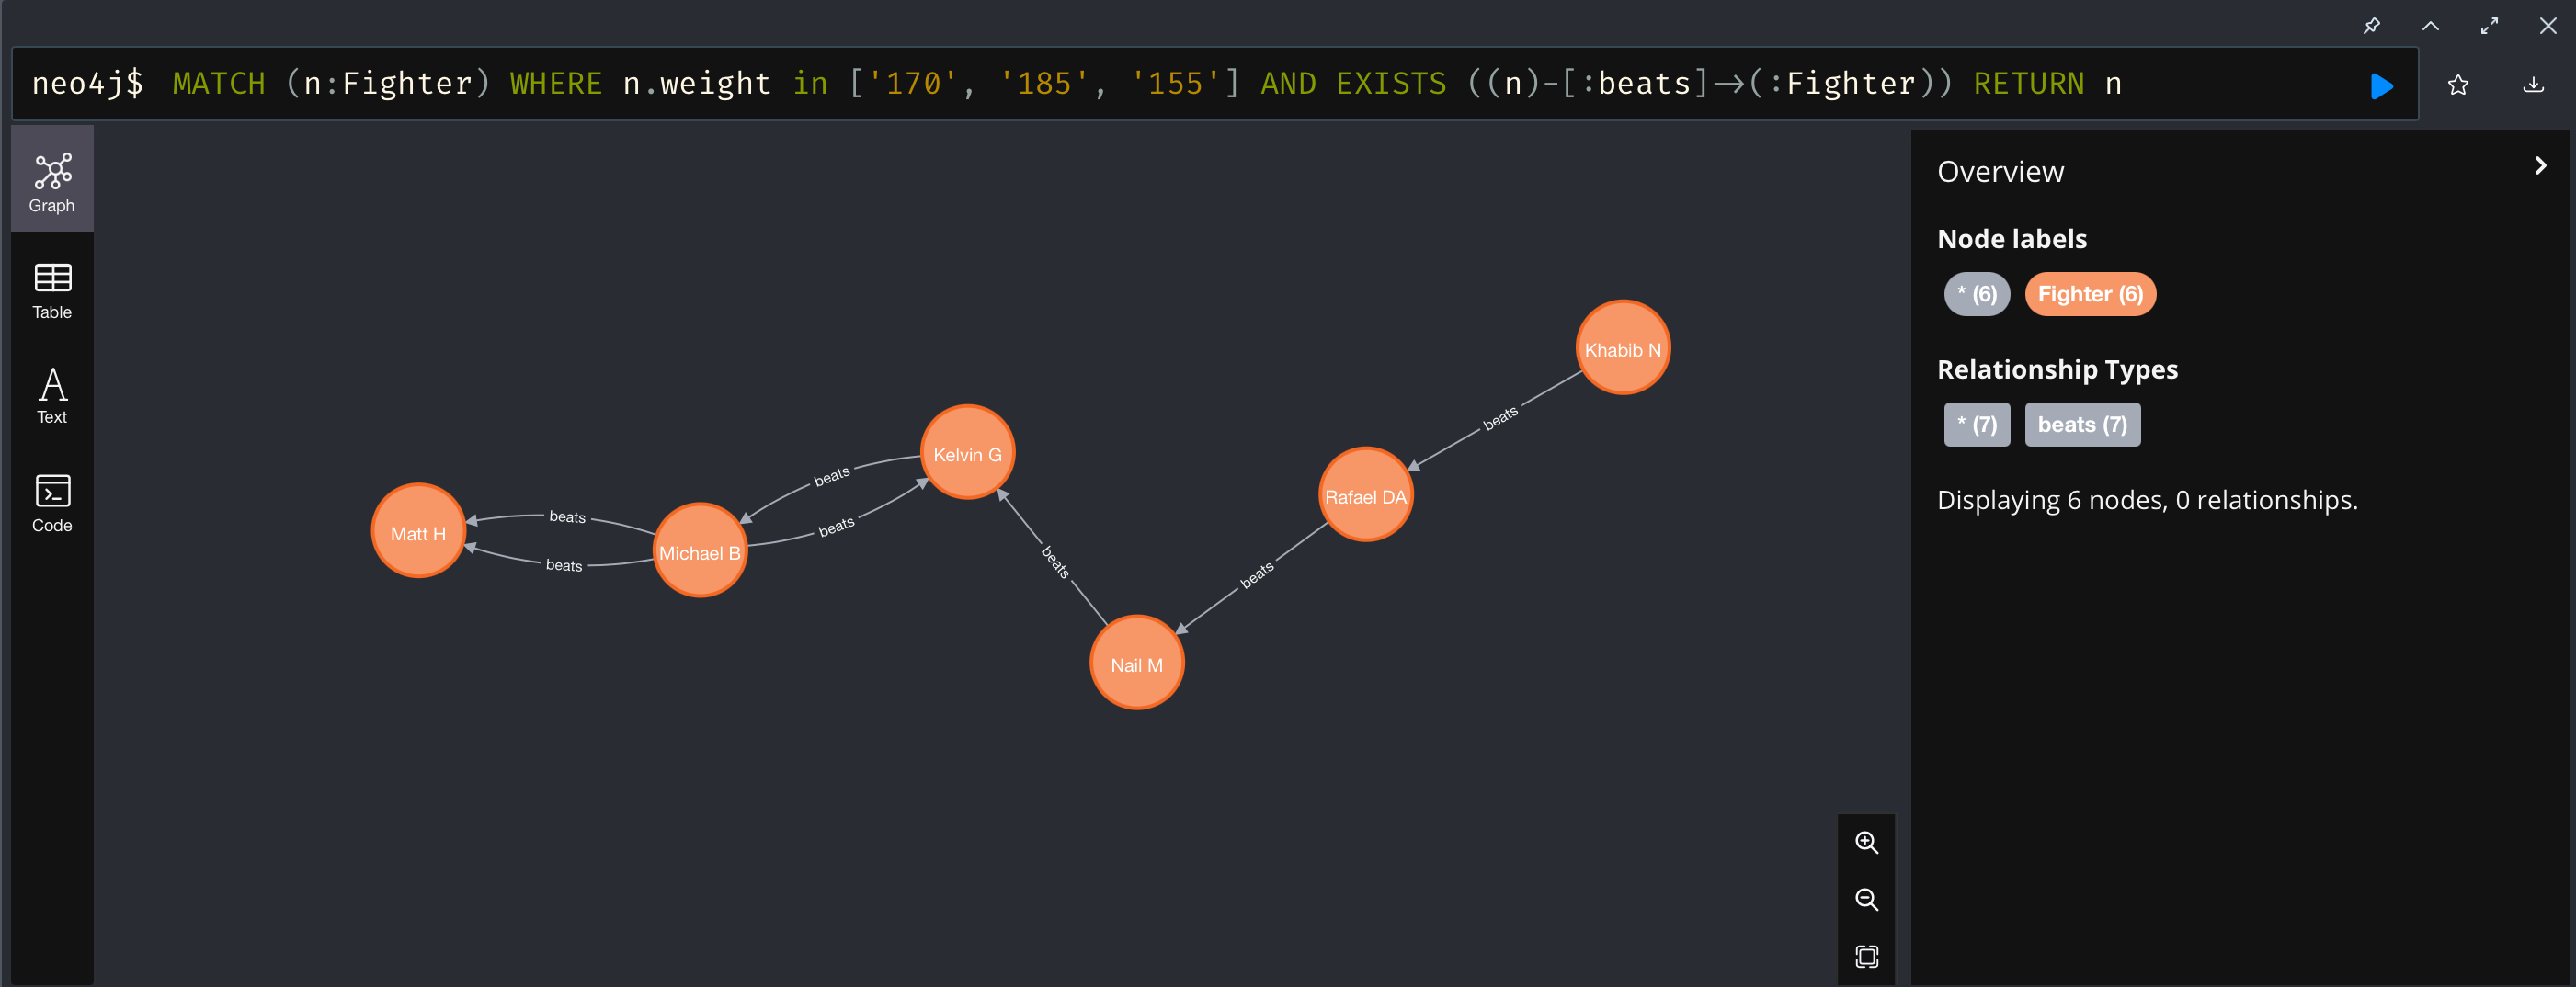 neo4j$ MATCH (n:Fighter) WHERE n.weight in ['170', '185', '155'] AND EXISTS ((n)-[:beats]→(:Fighter)) RETURN n
Graph
Table
Text
Code
Khabib N
beats
Kelvin G
beats
Rafael DA
Matt H
beats
Michael B
beats
beats
beats
beats
Nail M
Overview
Node labels
* (6) Fighter (6)
Relationship Types
* (7) beats (7)
Displaying 6 nodes, 0 relationships.